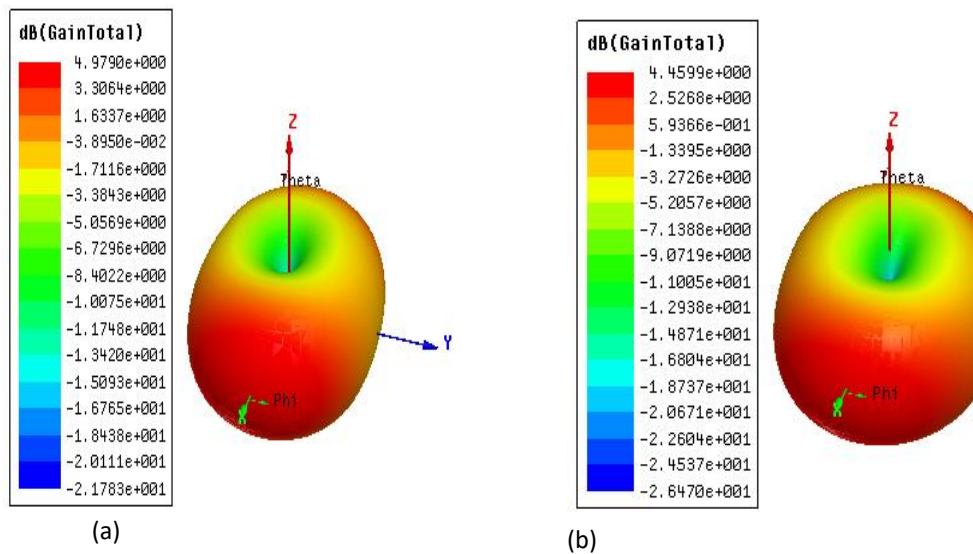 dB(GainTotal)
4.9790e+000
3.3064e+000
1.6337e+000
-3.8950e-002
-1.7116e+000
-3.3843e+000
-5.0569e+000
-6.7296e+000
-8.4022e+000
-1.0075e+001
-1.1748e+001
-1.3420e+001
-1.5093e+001
-1.6765e+001
-1.8438e+001
-2.0111e+001
-2.1783e+001
Z
Theta
Y
Phi
X
(a)
dB(GainTotal)
4.4599e+000
2.5268e+000
5.9366e-001
-1.3395e+000
-3.2726e+000
-5.2057e+000
-7.1388e+000
-9.0719e+000
-1.1005e+001
-1.2938e+001
-1.4871e+001
-1.6804e+001
-1.8737e+001
-2.0671e+001
-2.2604e+001
-2.4537e+001
-2.6470e+001
Z
Theta
Phi
X
(b)